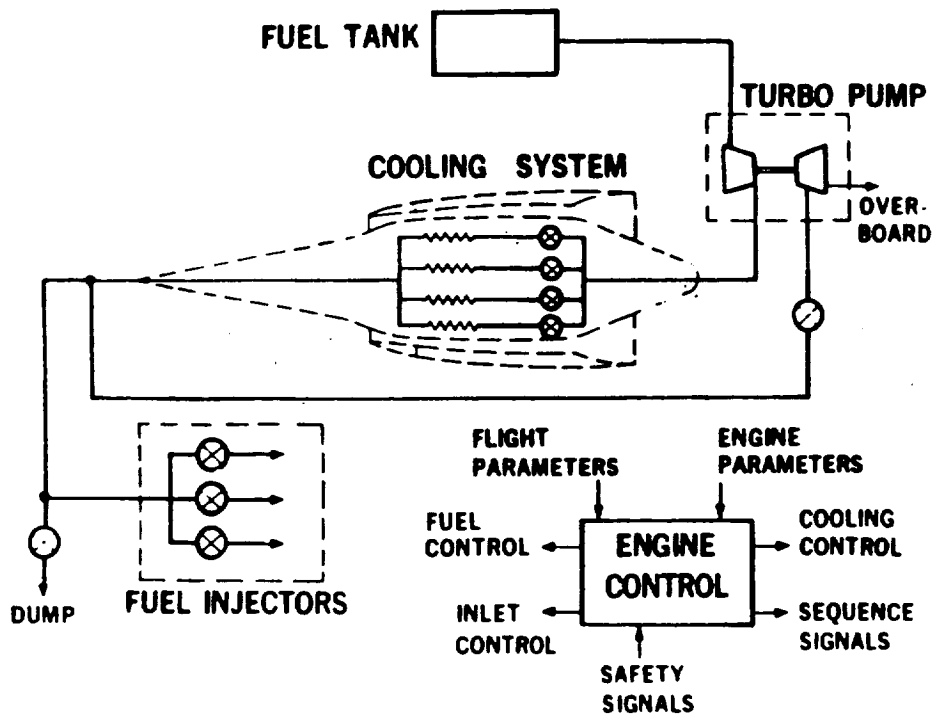 FUEL TANK
TURBO PUMP
COOLING SYSTEM
OVER-
BOARD
FLIGHT
PARAMETERS
ENGINE
PARAMETERS
FUEL
CONTROL
ENGINE
CONTROL
COOLING
CONTROL
DUMP
FUEL INJECTORS
INLET
CONTROL
SEQUENCE
SIGNALS
SAFETY
SIGNALS